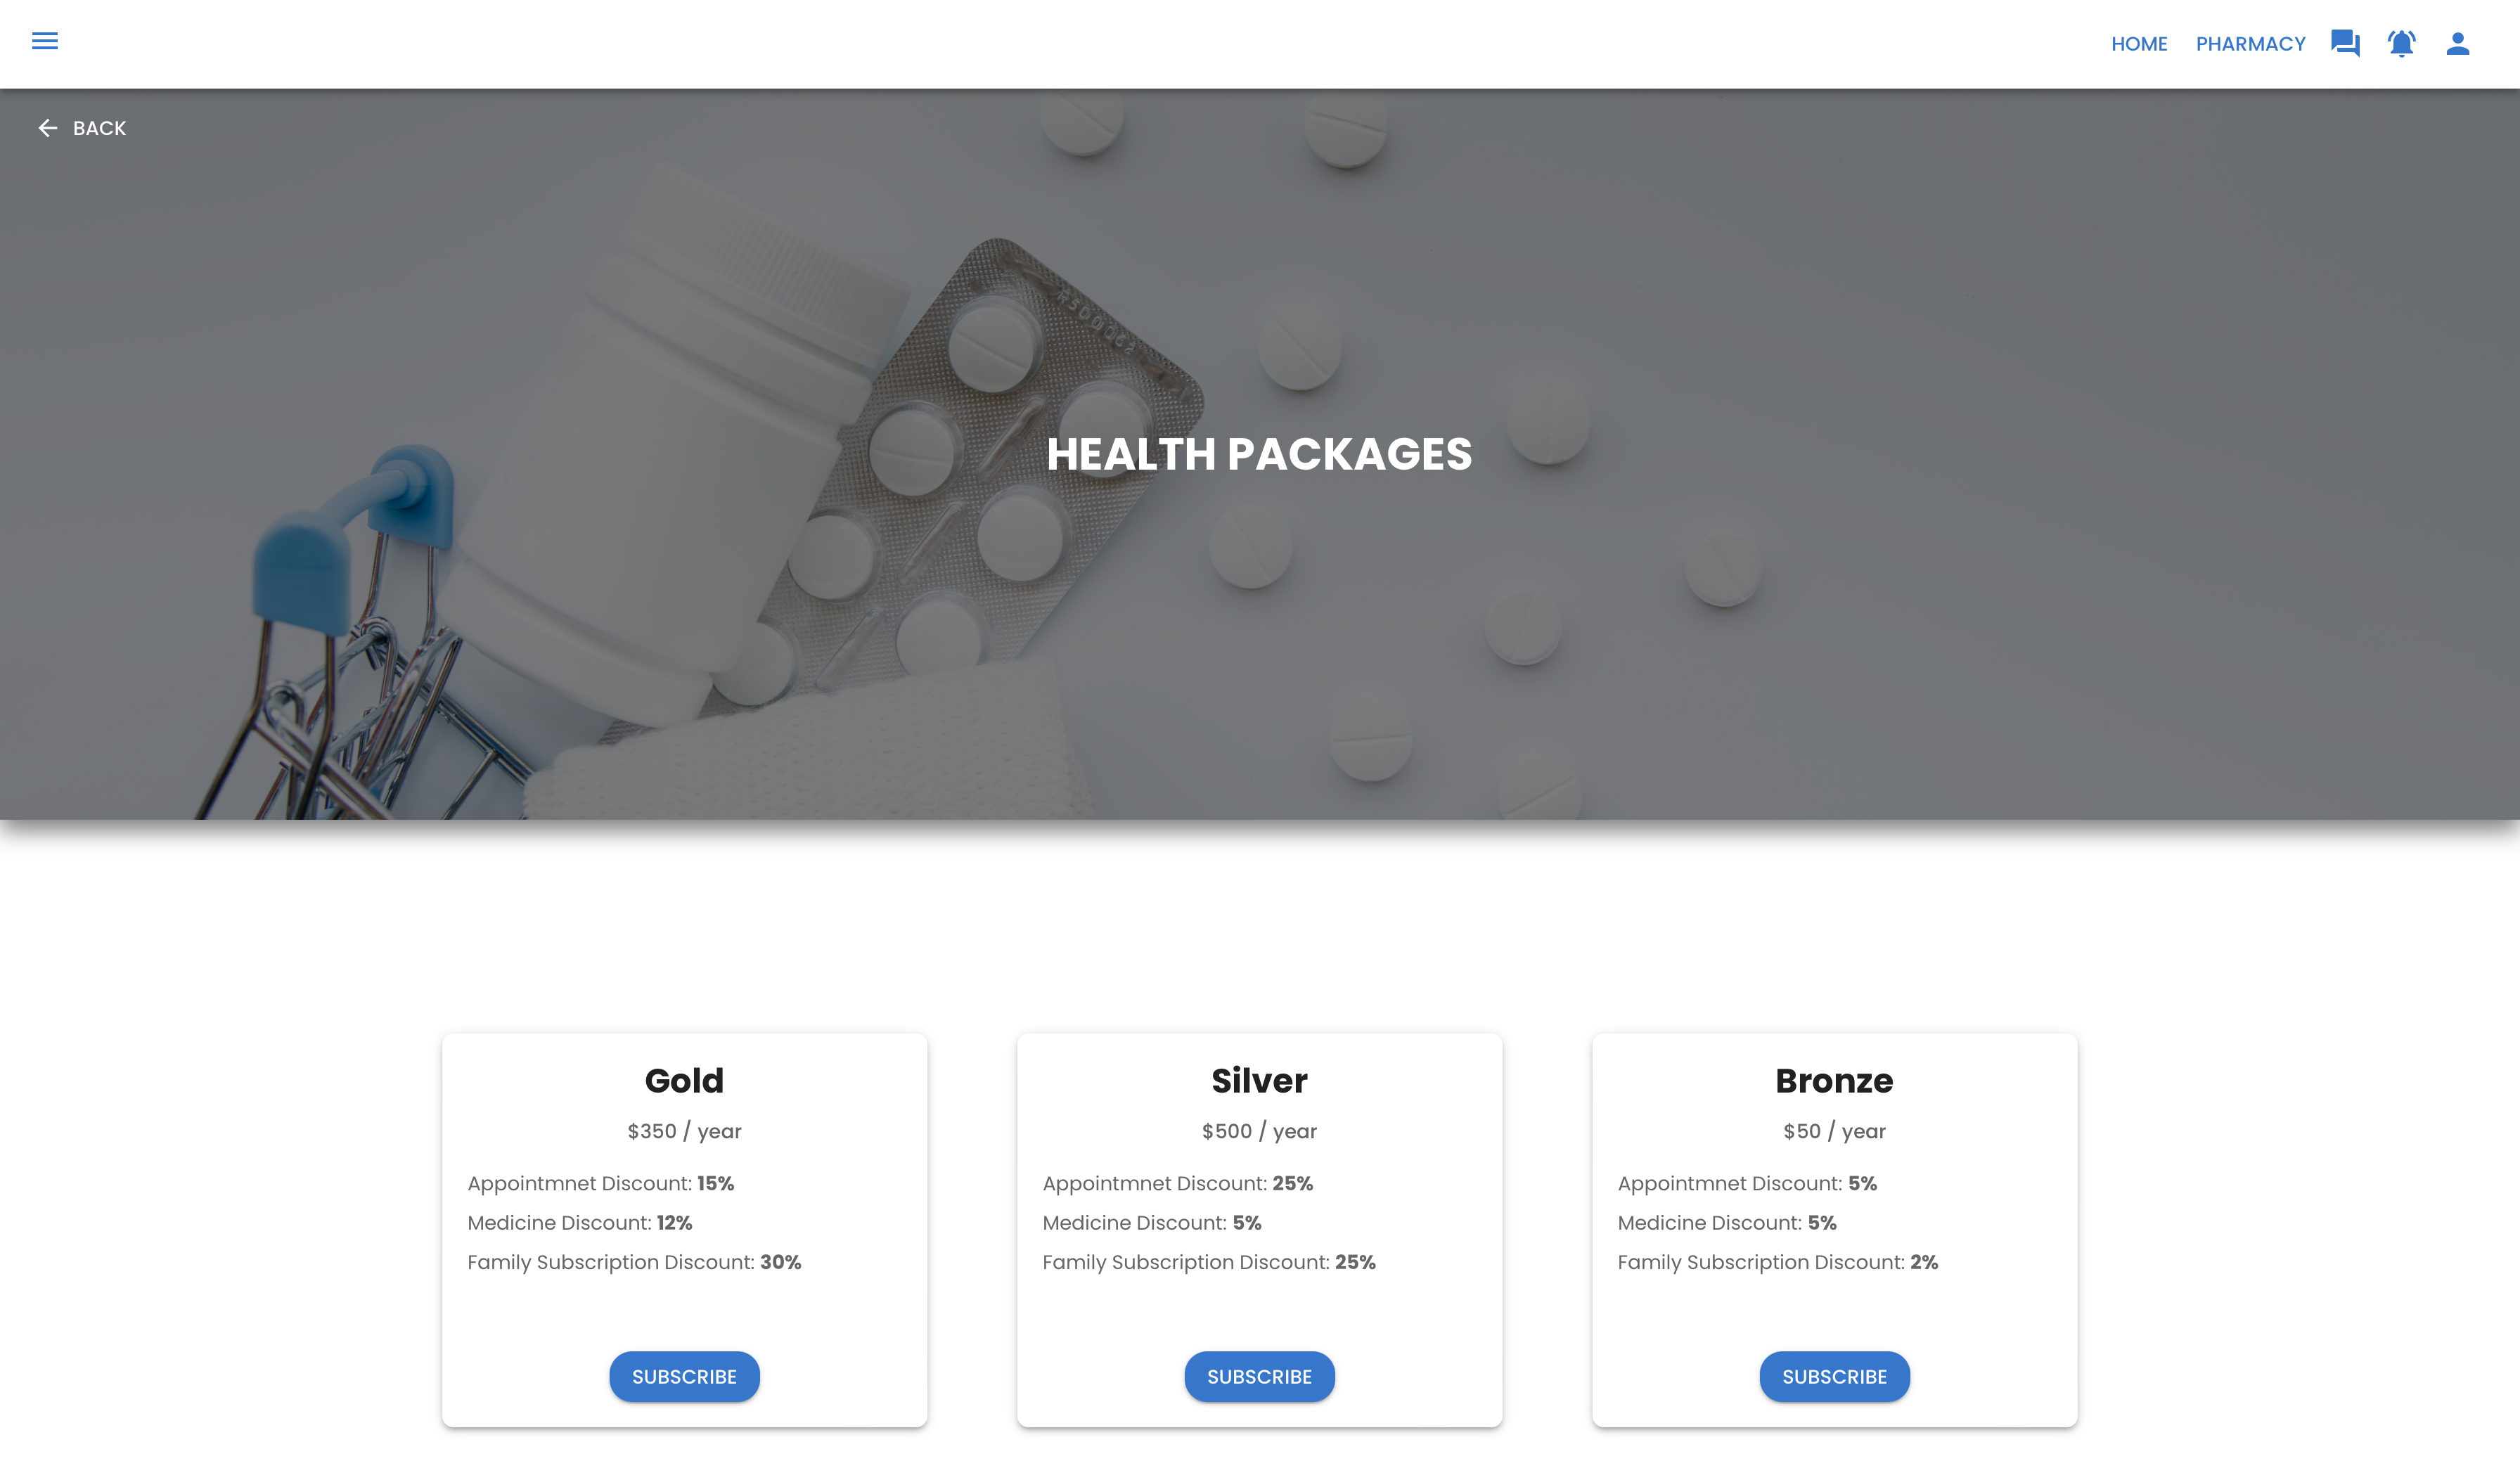 HOME PHARMACY
BACK
HEALTH PACKAGES
Gold
$350 / year
Appointmnet Discount: 15%
Medicine Discount: 12%
Family Subscription Discount: 30%
SUBSCRIBE
Silver
$500 / year
Appointmnet Discount: 25%
Medicine Discount: 5%
Family Subscription Discount: 25%
SUBSCRIBE
Bronze
$50 / year
Appointmnet Discount: 5%
Medicine Discount: 5%
Family Subscription Discount: 2%
SUBSCRIBE